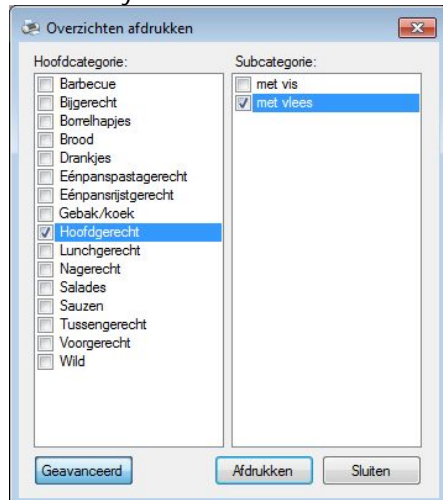 Overzichten afdrukken
Hoofdcategorie:
Barbecue
Bijgerecht
Borrelhapjes
Brood
Drankjes
Eénpanspastagerecht
Eénpansrijstgerecht
Gebak/koek
Hoofdgerecht
Lunchgerecht
Nagerecht
Salades
Sauzen
Tussengerecht
Voorgerecht
Wild
Subcategorie:
met vis
met vlees
Geavanceerd
Afdrukken
Sluiten